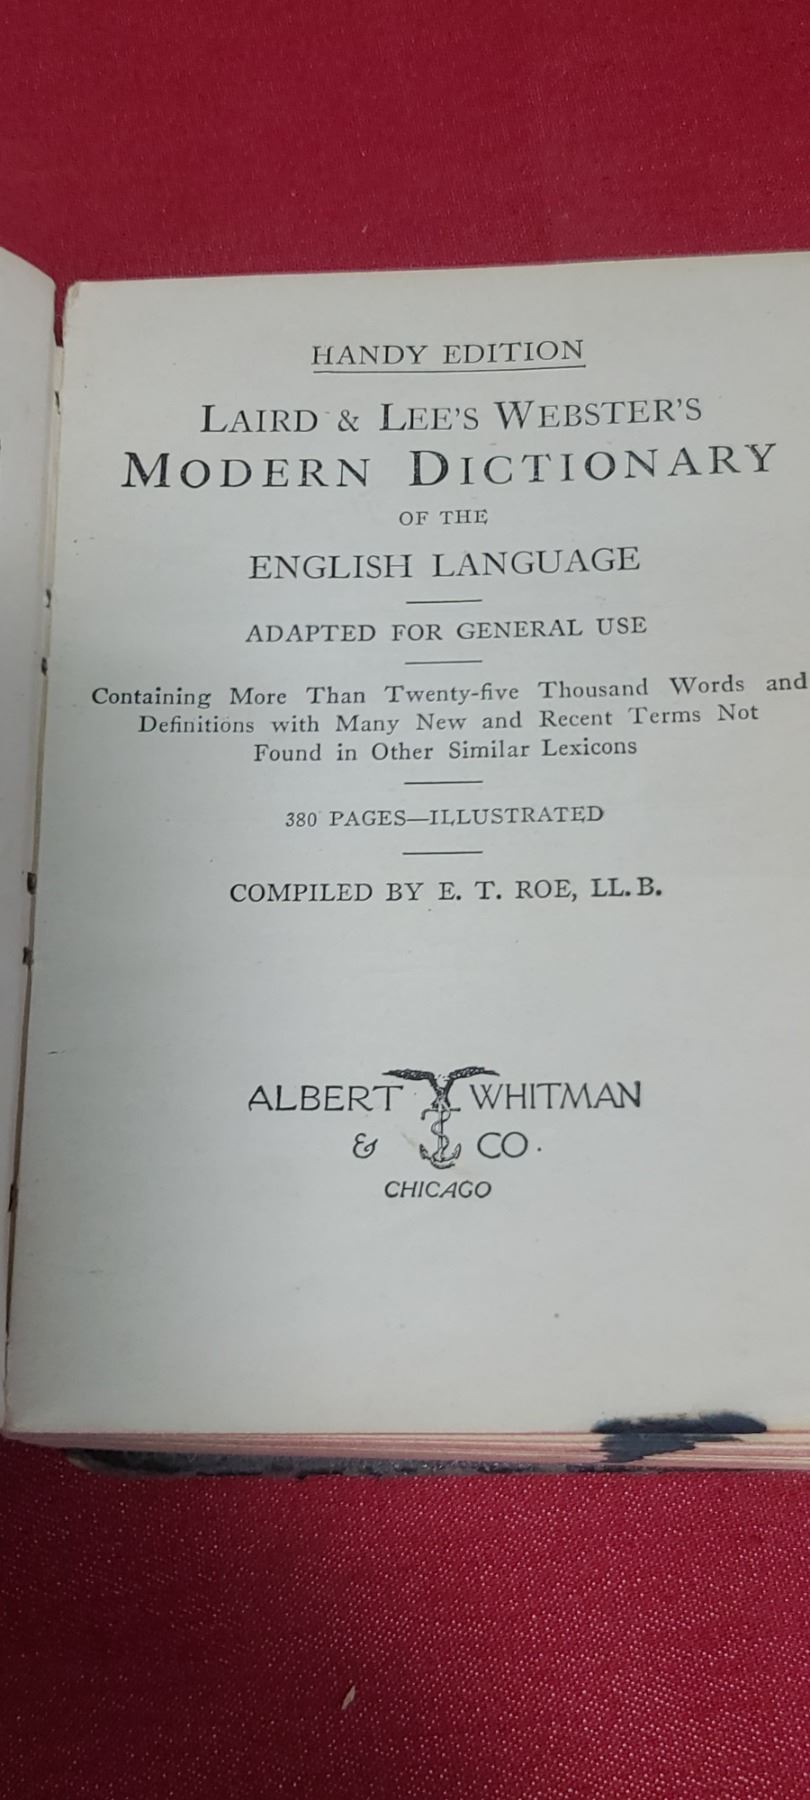 HANDY EDITION
LAIRD & LEE'S WEBSTER'S
MODERN DICTIONARY
OF THE
ENGLISH LANGUAGE
ADAPTED FOR GENERAL USE
Containing More Than Twenty-five Thousand Words and
Definitions with Many New and Recent Terms Not
Found in Other Similar Lexicons
380 PAGES—ILLUSTRATED
COMPILED BY E. T. ROE, LL. B.
ALBERT WHITMAN
& CO.
CHICAGO